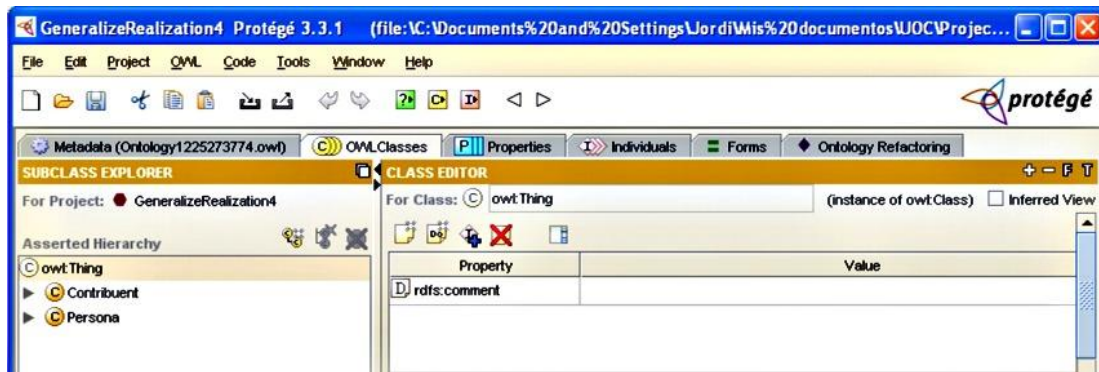 GeneralizeRealization4 Protégé 3.3.1 (file:\C:\Documents%20and%20Settings\Jordi\Mis%20documentos\UOC\Projec...
File Edit Project OWL Code Tools Window Help
protégé
Metadata (Ontology1225273774.owl) OWLClasses Properties Individuals Forms Ontology Refactoring
SUBCLASS EXPLORER CLASS EDITOR
For Project: GeneralizeRealization4 For Class: owl:Thing (instance of owl:Class) Inferred View
Asserted Hierarchy
Property Value
owl:Thing
rdfs:comment
Contribuent
Persona